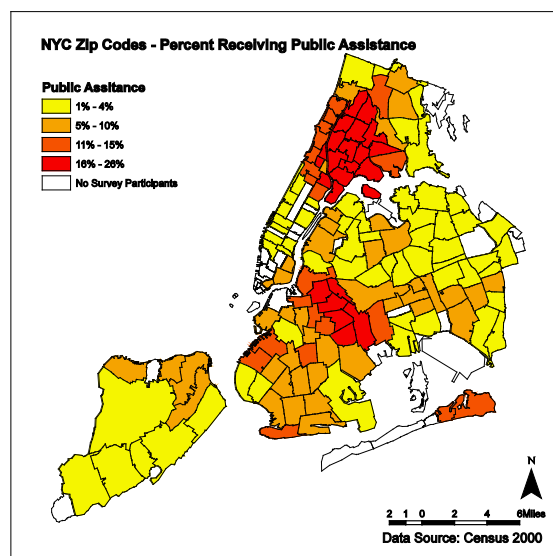 NYC Zip Codes - Percent Receiving Public Assistance
Public Assitance
1% - 4%
5% - 10%
11% - 15%
16% - 26%
No Survey Participants
N
2 1 0 2 4 6Miles
Data Source: Census 2000